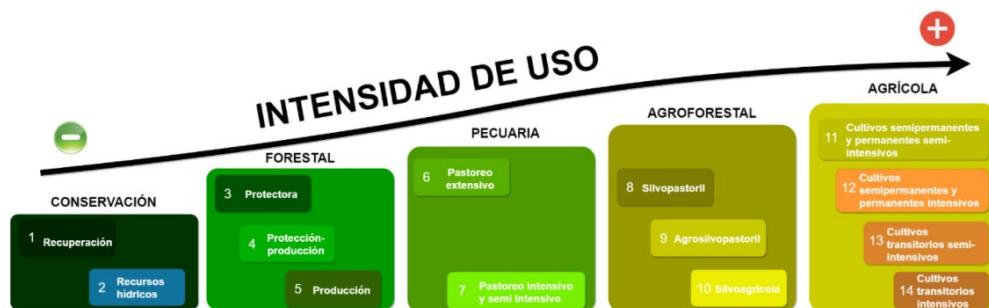 INTENSIDAD DE USO
CONSERVACIÓN
1 Recuperación
2 Recursos
hídricos
FORESTAL
3 Protectora
4 Protección-
producción
5 Producción
PECUARIA
6 Pastoreo
extensivo
7 Pastoreo intensivo
y semi intensivo
AGROFORESTAL
8 Silvopastoril
9 Agrosilvopastoril
10 Silvoagrícola
AGRÍCOLA
11 Cultivos semipermanentes
y permanentes semi-
intensivos
12 Cultivos
semipermanentes y
permanentes intensivos
13 Cultivos
transitorios semi-
intensivos
14 Cultivos
transitorios intensivos